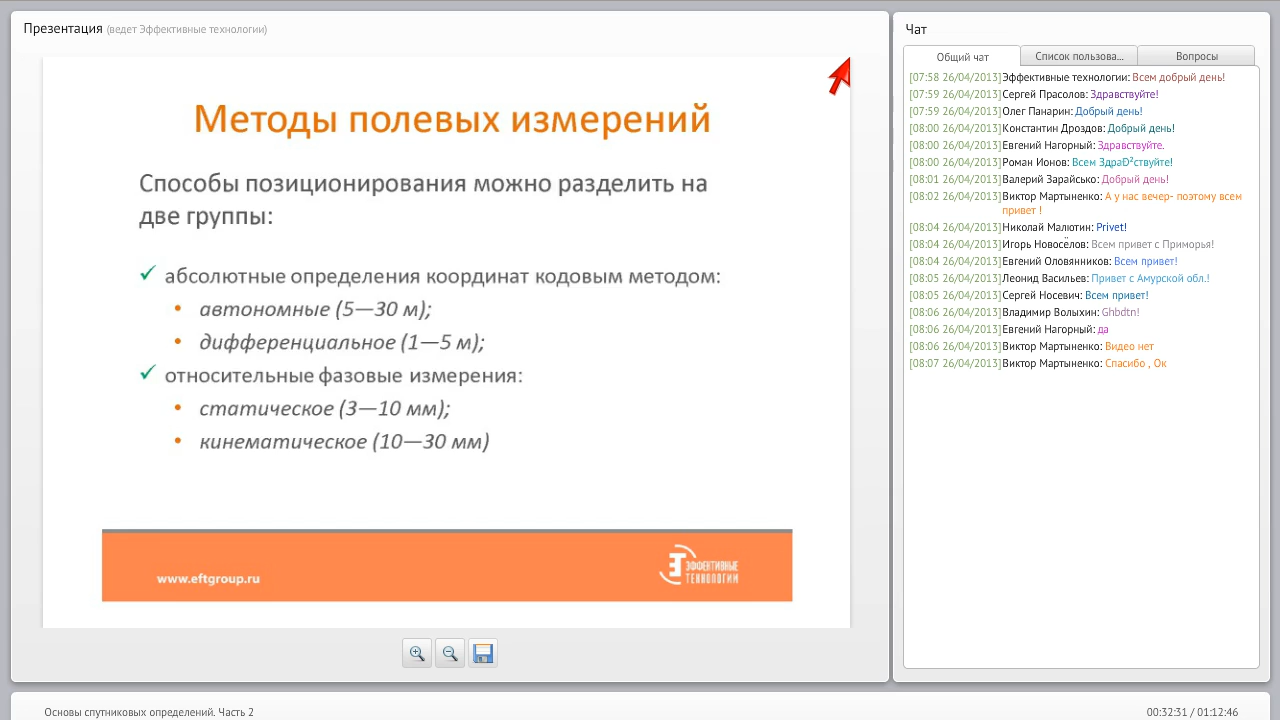 Презентация (ведет Эффективные технологии)
Методы полевых измерений
Способы позиционирования можно разделить на
две группы:
абсолютные определения координат кодовым методом:
автономные (5—30 м);
дифференциальное (1—5 м);
относительные фазовые измерения:
статическое (3—10 мм);
кинематическое (10—30 мм)
www.eftgroup.ru
ЭФФЕКТИВНЫЕ
ТЕХНОЛОГИИ
Чат
Общий чат
Список пользова...
Вопросы
[07:58 26/04/2013]Эффективные технологии: Всем добрый день!
[07:59 26/04/2013]Сергей Прасолов: Здравствуйте!
[07:59 26/04/2013]Олег Панарин: Добрый день!
[08:00 26/04/2013]Константин Дроздов: Добрый день!
[08:00 26/04/2013]Евгений Нагорный: Здравствуйте.
[08:00 26/04/2013]Роман Ионов: Всем ЗдраÐ²ствуйте!
[08:01 26/04/2013]Валерий Зарайсько: Добрый день!
[08:02 26/04/2013]Виктор Мартыненко: А у нас вечер- поэтому всем
привет !
[08:04 26/04/2013]Николай Малютин: Privet!
[08:04 26/04/2013]Игорь Новосёлов: Всем привет с Приморья!
[08:04 26/04/2013]Евгений Оловянников: Всем привет!
[08:05 26/04/2013]Леонид Васильев: Привет с Амурской обл.!
[08:05 26/04/2013]Сергей Носевич: Всем привет!
[08:06 26/04/2013]Владимир Волыхин: Ghbdtn!
[08:06 26/04/2013]Евгений Нагорный: да
[08:06 26/04/2013]Виктор Мартыненко: Видео нет
[08:07 26/04/2013]Виктор Мартыненко: Спасибо , Ок
Основы спутниковых определений. Часть 2
00:32:31 / 01:12:46